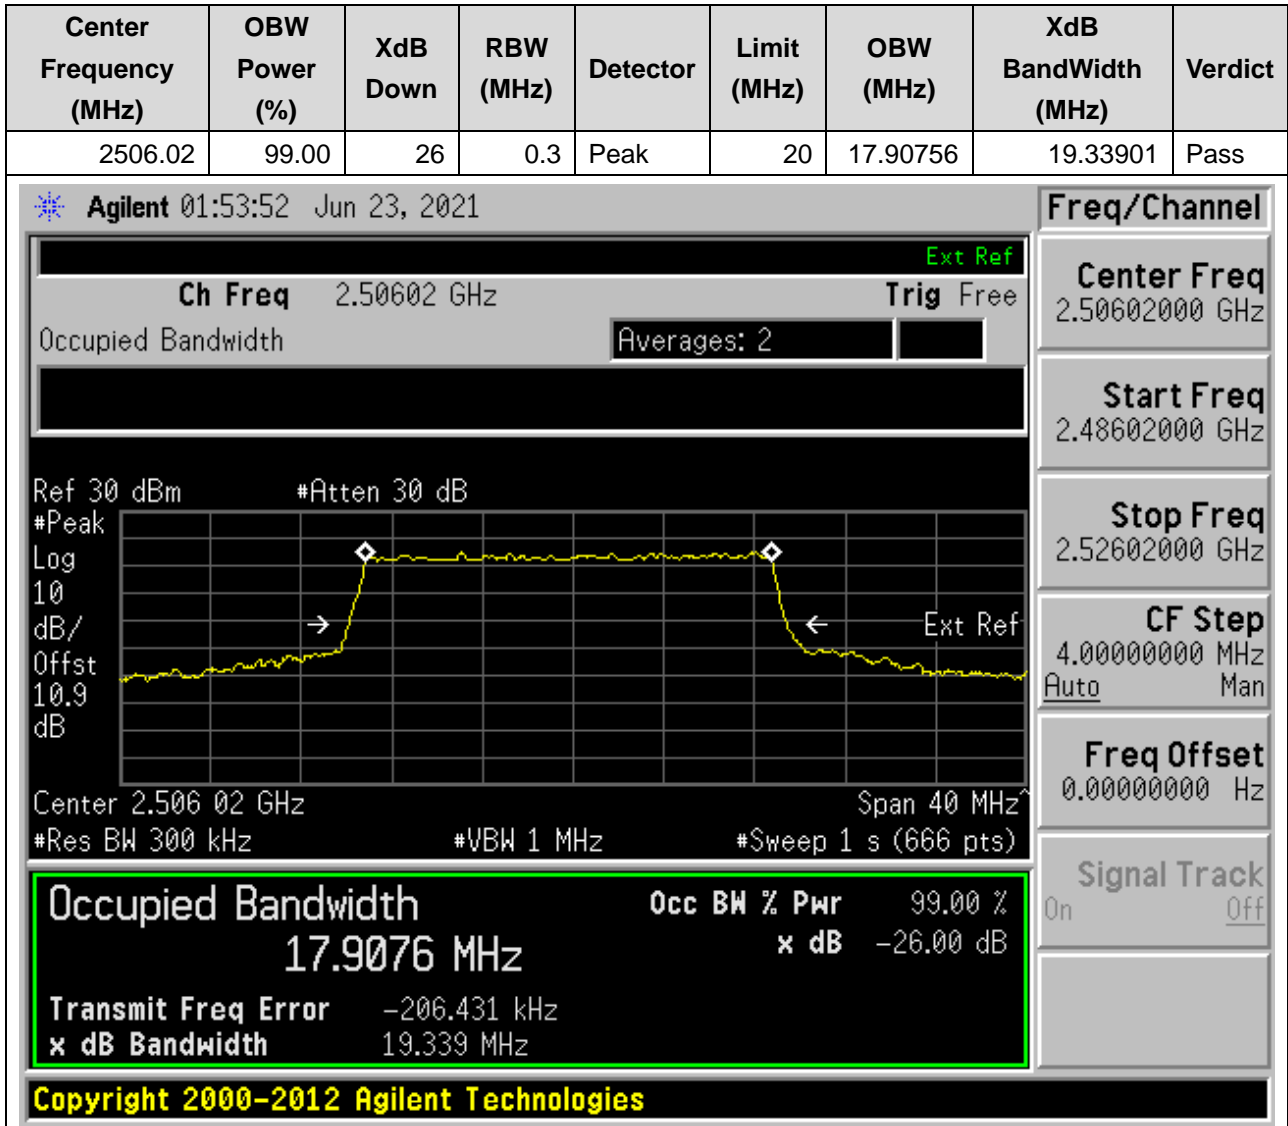 Center Frequency (MHz) OBW Power (%) XdB Down RBW (MHz) Detector Limit (MHz) OBW (MHz) XdB BandWidth (MHz) Verdict
2506.02 99.00 26 0.3 Peak 20 17.90756 19.33901 Pass
Agilent 01:53:52 Jun 23, 2021
Freq/Channel
Ext Ref
Ch Freq 2.50602 GHz Trig Free
Occupied Bandwidth Averages: 2
Center Freq
2.50602000 GHz
Start Freq
2.48602000 GHz
Stop Freq
2.52602000 GHz
CF Step
4.00000000 MHz
Auto Man
Freq Offset
0.00000000 Hz
Signal Track
On Off
Ref 30 dBm #Atten 30 dB
#Peak
Log
10
dB/
Offst
10.9
dB
Ext Ref
Center 2.506 02 GHz Span 40 MHz^
#Res BW 300 kHz #VBW 1 MHz #Sweep 1 s (666 pts)
Occupied Bandwidth Occ BW % Pwr 99.00 %
17.9076 MHz x dB -26.00 dB
Transmit Freq Error -206.431 kHz
x dB Bandwidth 19.339 MHz
Copyright 2000-2012 Agilent Technologies